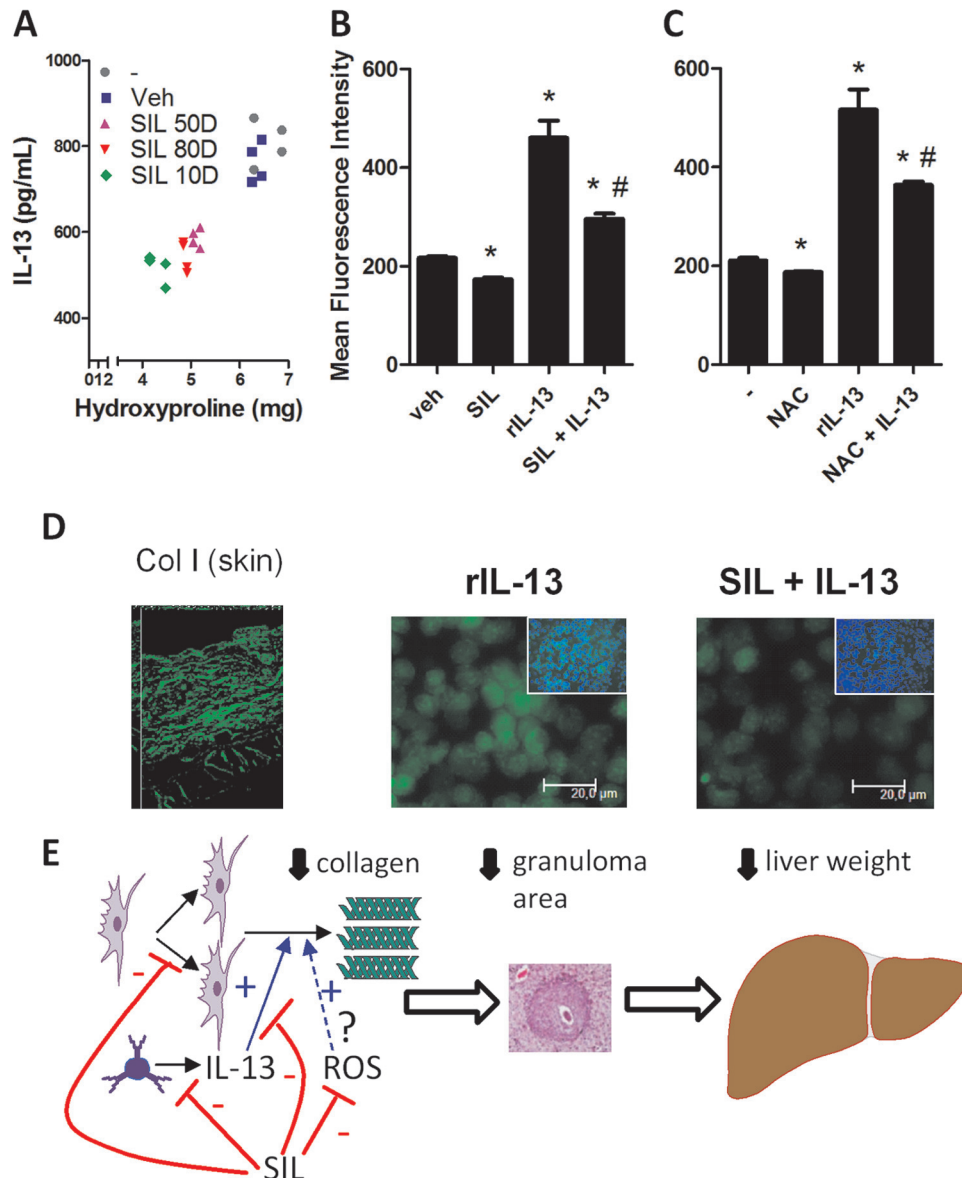 A
1000
800
600
400
IL-13 (pg/mL)
-
Veh
SIL 50D
SIL 80D
SIL 10D
0 1 2 4 5 6 7
Hydroxyproline (mg)
B
Mean Fluorescence Intensity
600
400
200
0
*
*
* #
veh
SIL
rIL-13
SIL + IL-13
C
600
400
200
0
*
*
* #
-
NAC
rIL-13
NAC + IL-13
D
Col I (skin)
rIL-13
20,0 µm
SIL + IL-13
20,0 µm
E
collagen
granuloma
area
liver weight
-
+
+
?
IL-13
ROS
-
-
-
SIL